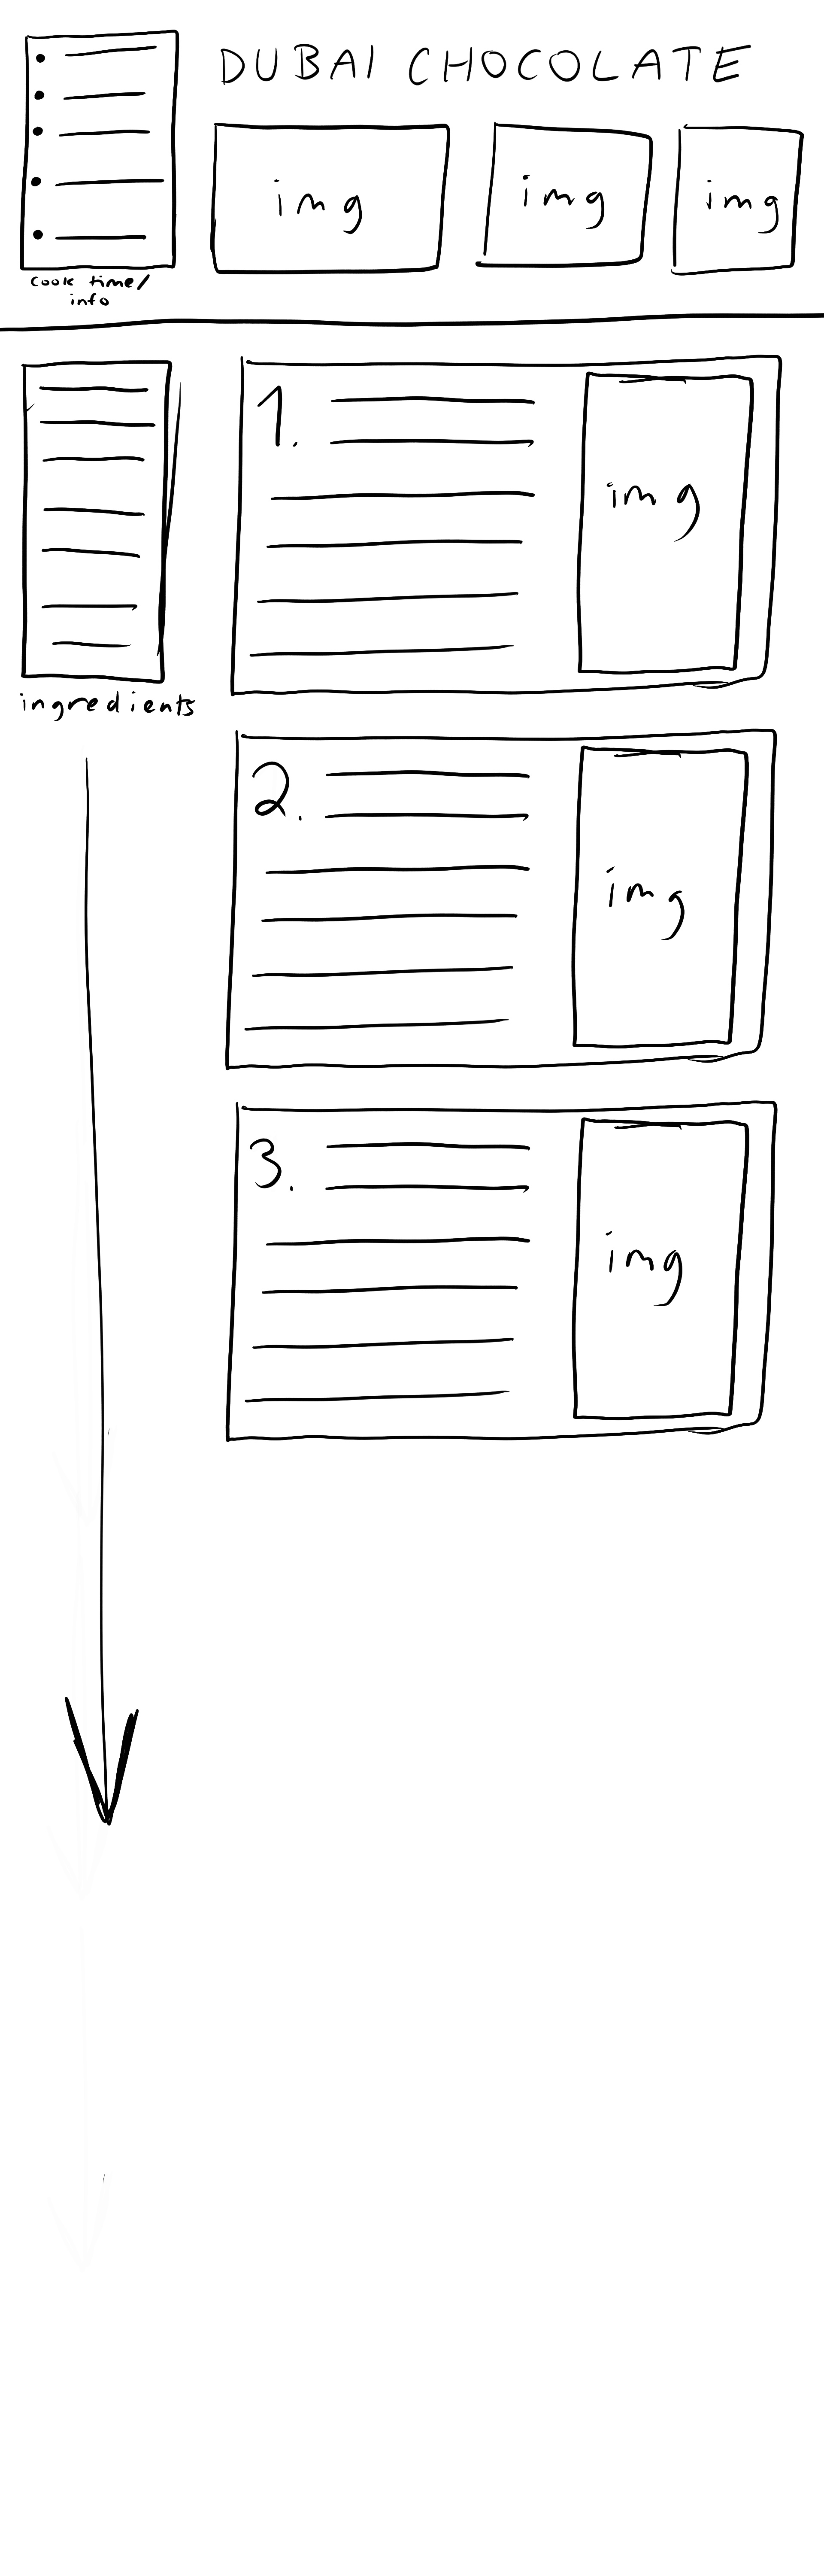 DUBAI CHOCOLATE
img
img
img
cook time/
info
1.
img
ingredients
2.
img
3.
img